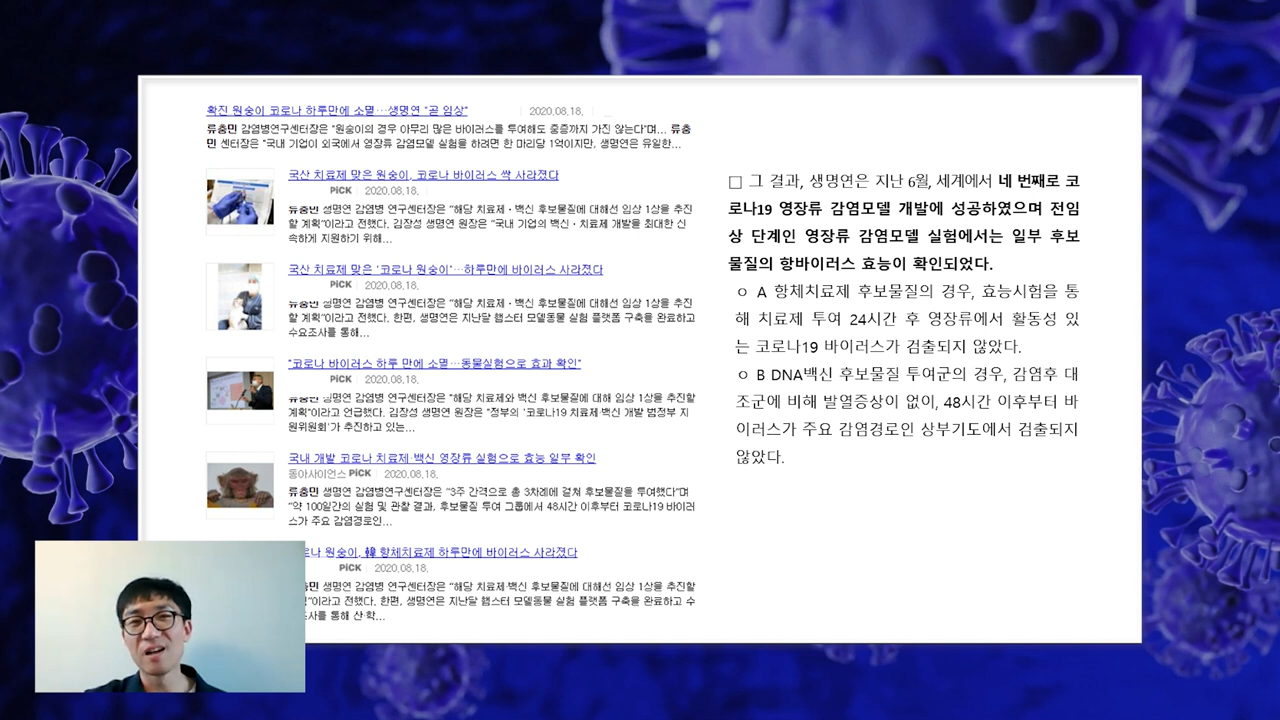 확진 원숭이 코로나 하루만에 소멸…생명연 "곧 임상"
2020.08.18.
류충민 감염병연구센터장은 "원숭이의 경우 아무리 많은 바이러스를 투여해도 중증까지 가진 않는다"며... 류충
민 센터장은 "국내 기업이 외국에서 영장류 감염모델 실험을 하려면 한 마리당 1억이지만, 생명연은 유일한...
국산 치료제 맞은 원숭이, 코로나 바이러스 싹 사라졌다
PiCK 2020.08.18.
류충민 생명연 감염병 연구센터장은 "해당 치료제·백신 후보물질에 대해선 임상 1상을 추진
할 계획"이라고 전했다. 김장성 생명연 원장은 "국내 기업의 백신·치료제 개발을 최대한 신
속하게 지원하기 위해...
국산 치료제 맞은 '코로나 원숭이'…하루만에 바이러스 사라졌다
PiCK 2020.08.18.
류충민 생명연 감염병 연구센터장은 "해당 치료제·백신 후보물질에 대해선 임상 1상을 추진
할 계획"이라고 전했다. 한편, 생명연은 지난달 햄스터 모델동물 실험 플랫폼 구축을 완료하고
수요조사를 통해...
"코로나 바이러스 하루 만에 소멸…동물실험으로 효과 확인"
PiCK 2020.08.18.
류충민 생명연 감염병 연구센터장은 "해당 치료제와 백신 후보물질에 대해 임상 1상을 추진할
계획"이라고 언급했다. 김장성 생명연 원장은 "정부의 '코로나19 치료제·백신 개발 범정부 지
원위원회'가 추진하고 있는...
국내 개발 코로나 치료제·백신 영장류 실험으로 효능 일부 확인
동아사이언스 PiCK 2020.08.18.
류충민 생명연 감염병연구센터장은 "3주 간격으로 총 3차례에 걸쳐 후보물질을 투여했다"며
"약 100일간의 실험 및 관찰 결과, 후보물질 투여 그룹에서 48시간 이후부터 코로나19 바이러
스가 주요 감염경로인...
로나 원숭이, 韓 항체치료제 하루만에 바이러스 사라졌다
PiCK 2020.08.18.
충민 생명연 감염병 연구센터장은 "해당 치료제·백신 후보물질에 대해선 임상 1상을 추진할
"이라고 전했다. 한편, 생명연은 지난달 햄스터 모델동물 실험 플랫폼 구축을 완료하고 수
조사를 통해 산·학...
□ 그 결과, 생명연은 지난 6월, 세계에서 네 번째로 코
로나19 영장류 감염모델 개발에 성공하였으며 전임
상 단계인 영장류 감염모델 실험에서는 일부 후보
물질의 항바이러스 효능이 확인되었다.
ㅇ A 항체치료제 후보물질의 경우, 효능시험을 통
해 치료제 투여 24시간 후 영장류에서 활동성 있
는 코로나19 바이러스가 검출되지 않았다.
ㅇ B DNA백신 후보물질 투여군의 경우, 감염후 대
조군에 비해 발열증상이 없이, 48시간 이후부터 바
이러스가 주요 감염경로인 상부기도에서 검출되지
않았다.